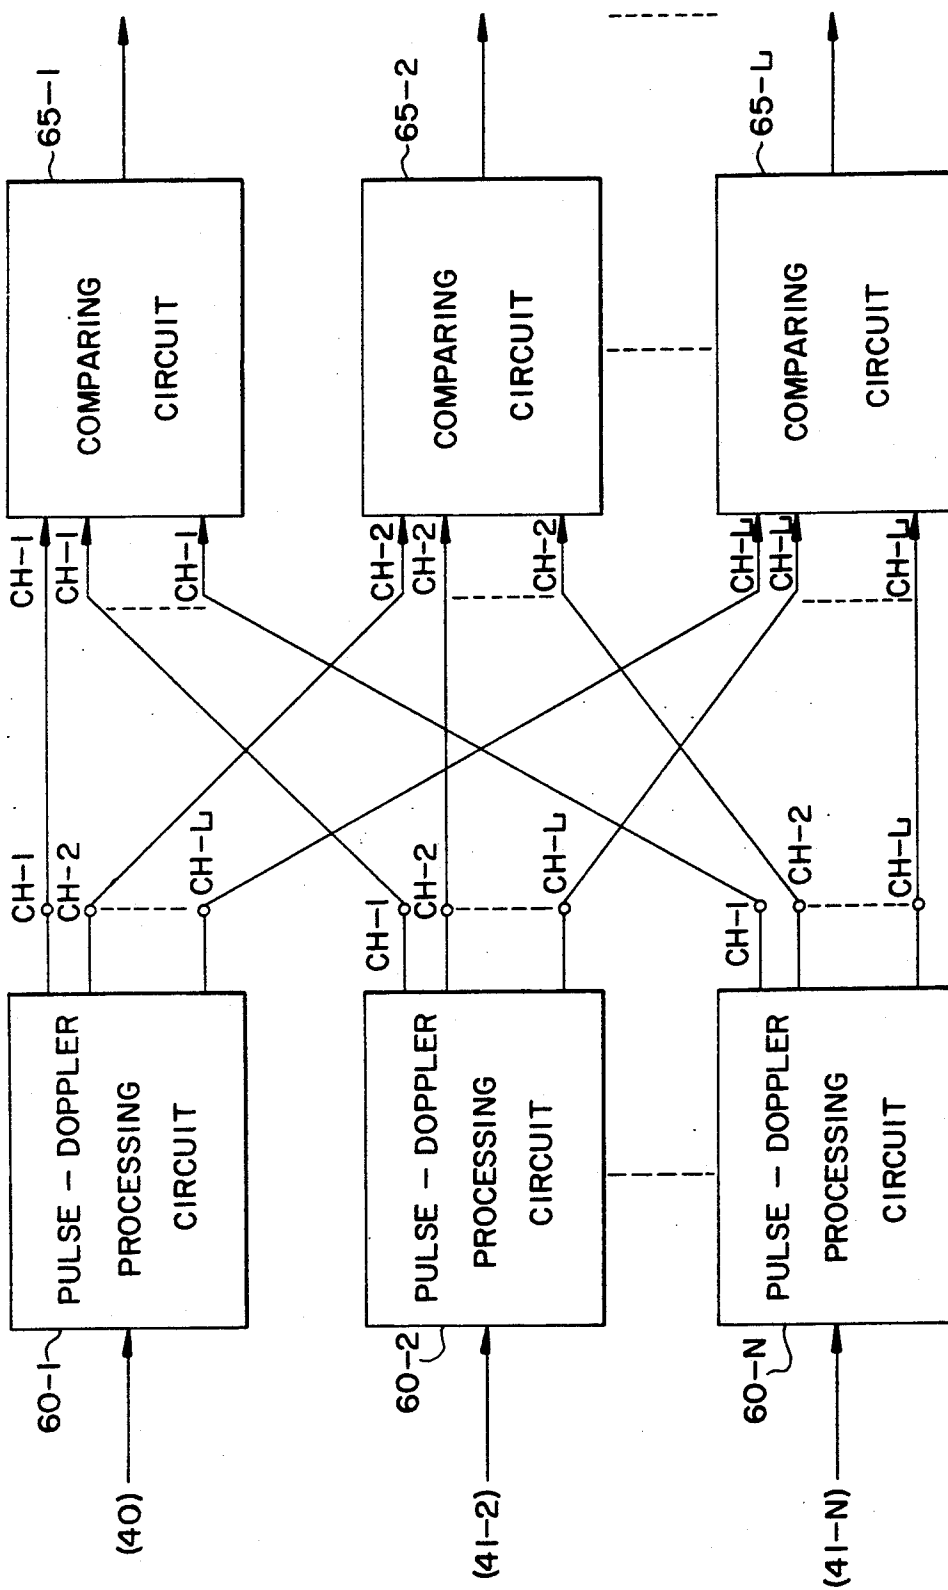 (40)
60-1
PULSE - DOPPLER
PROCESSING
CIRCUIT
CH-1
CH-2
CH-L
CH-1
CH-1
CH-1
COMPARING
CIRCUIT
65-1
(41-2)
60-2
PULSE - DOPPLER
PROCESSING
CIRCUIT
CH-1
CH-2
CH-L
CH-2
CH-2
CH-2
COMPARING
CIRCUIT
65-2
(41-N)
60-N
PULSE - DOPPLER
PROCESSING
CIRCUIT
CH-1
CH-2
CH-L
CH-L
CH-L
CH-L
COMPARING
CIRCUIT
65-L